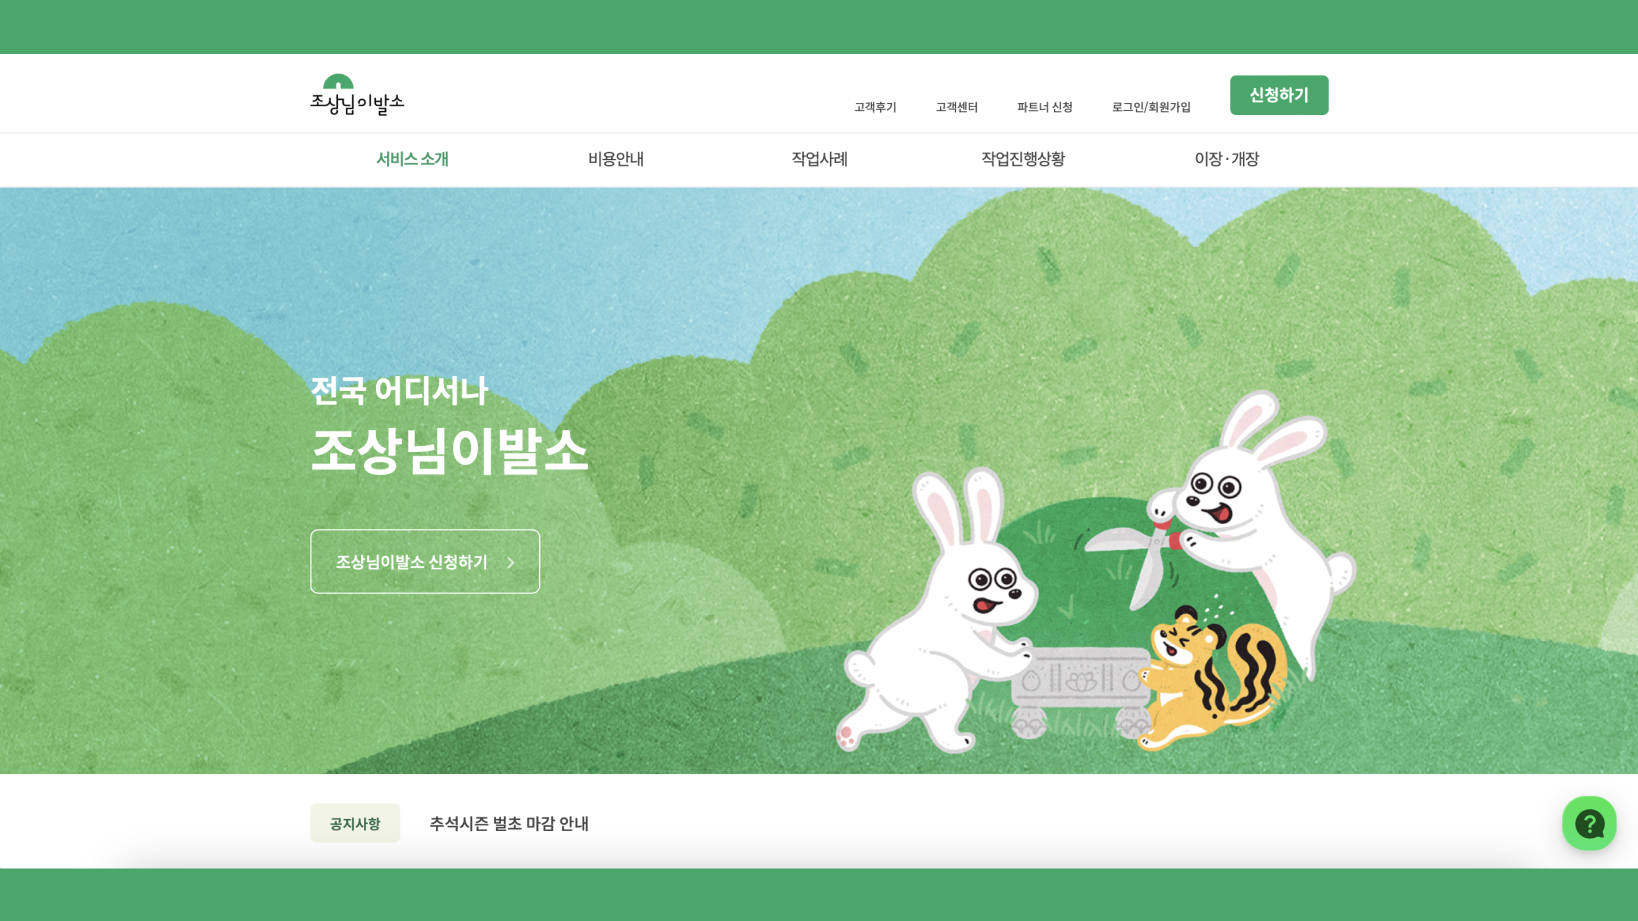 조상님이발소
고객후기
고객센터
파트너 신청
로그인/회원가입
신청하기
서비스 소개
비용안내
작업사례
작업진행상황
이장·개장
전국 어디서나
조상님이발소
조상님이발소 신청하기
공지사항
추석시즌 벌초 마감 안내